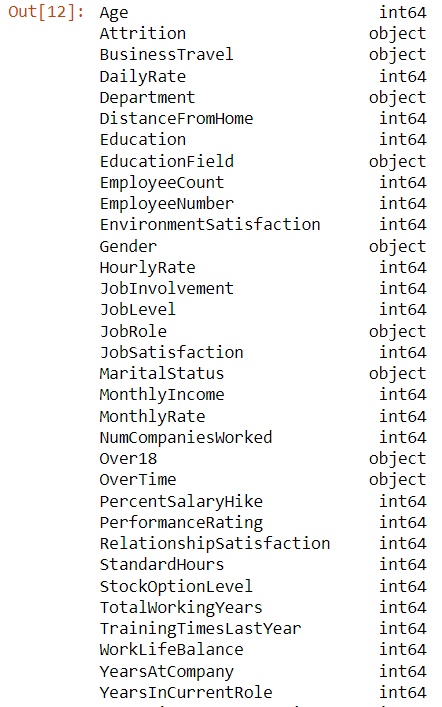 Out[12]: Age int64
Attrition object
BusinessTravel object
DailyRate int64
Department object
DistanceFromHome int64
Education int64
EducationField object
EmployeeCount int64
EmployeeNumber int64
EnvironmentSatisfaction int64
Gender object
HourlyRate int64
JobInvolvement int64
JobLevel int64
JobRole object
JobSatisfaction int64
MaritalStatus object
MonthlyIncome int64
MonthlyRate int64
NumCompaniesWorked int64
Over18 object
OverTime object
PercentSalaryHike int64
PerformanceRating int64
RelationshipSatisfaction int64
StandardHours int64
StockOptionLevel int64
TotalWorkingYears int64
TrainingTimesLastYear int64
WorkLifeBalance int64
YearsAtCompany int64
YearsInCurrentRole int64